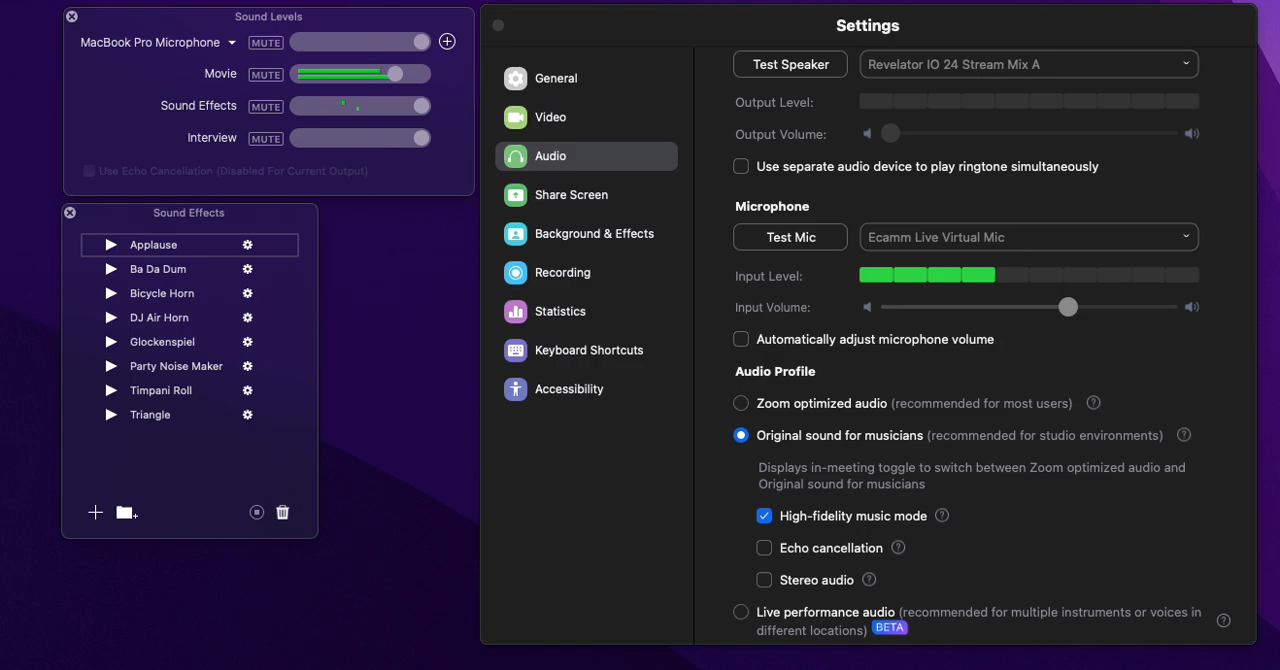 Sound Levels
MacBook Pro Microphone
MUTE
Movie
MUTE
Sound Effects
MUTE
Interview
MUTE
Use Echo Cancellation (Disabled For Current Output)
Sound Effects
Applause
Ba Da Dum
Bicycle Horn
DJ Air Horn
Glockenspiel
Party Noise Maker
Timpani Roll
Triangle
Settings
General
Video
Audio
Share Screen
Background & Effects
Recording
Statistics
Keyboard Shortcuts
Accessibility
Test Speaker
Revelator IO 24 Stream Mix A
Output Level:
Output Volume:
Use separate audio device to play ringtone simultaneously
Microphone
Test Mic
Ecamm Live Virtual Mic
Input Level:
Input Volume:
Automatically adjust microphone volume
Audio Profile
Zoom optimized audio (recommended for most users) ?
Original sound for musicians (recommended for studio environments) ?
Displays in-meeting toggle to switch between Zoom optimized audio and
Original sound for musicians
High-fidelity music mode ?
Echo cancellation ?
Stereo audio ?
Live performance audio (recommended for multiple instruments or voices in
different locations) BETA ?